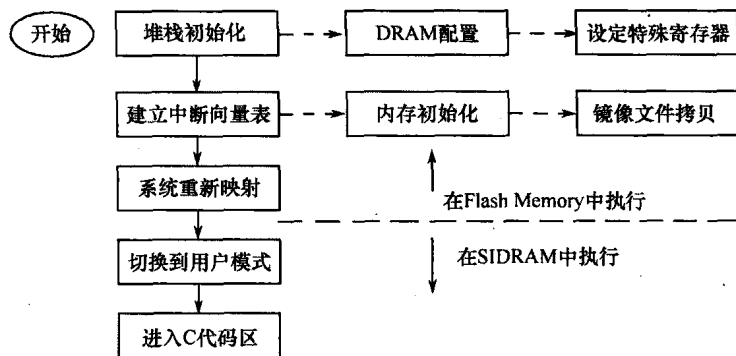 开始
堆栈初始化
DRAM配置
设定特殊寄存器
建立中断向量表
内存初始化
镜像文件拷贝
系统重新映射
在Flash Memory中执行
切换到用户模式
在SIDRAM中执行
进入C代码区